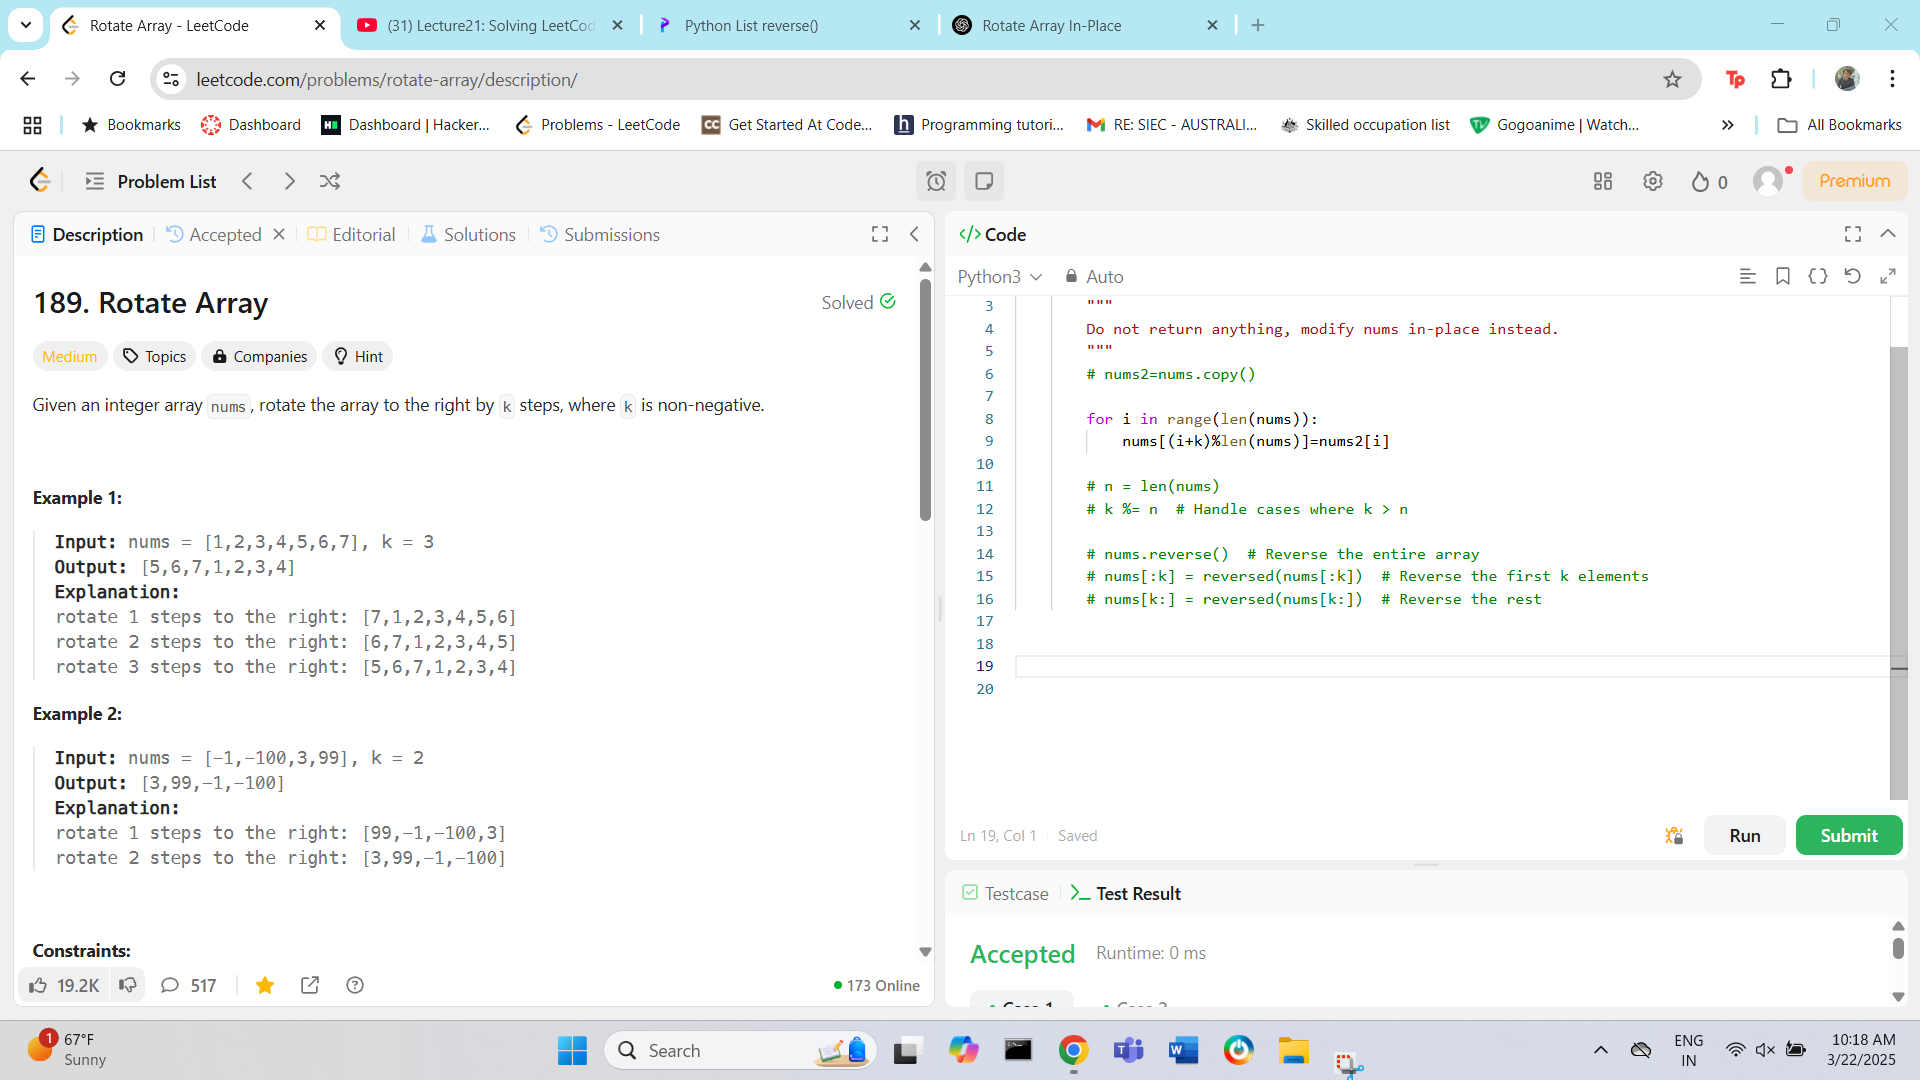 Rotate Array - LeetCode
(31) Lecture21: Solving LeetCod
Python List reverse()
Rotate Array In-Place
leetcode.com/problems/rotate-array/description/
Tp
Bookmarks
Dashboard
Dashboard | Hacker...
Problems - LeetCode
CC Get Started At Code...
h Programming tutori...
RE: SIEC - AUSTRALI...
Skilled occupation list
Gogoanime | Watch...
»
All Bookmarks
Problem List
0
Premium
Description
Accepted
Editorial
Solutions
Submissions
</> Code
Python3
Auto
189. Rotate Array
Solved
Medium
Topics
Companies
Hint
Given an integer array nums, rotate the array to the right by k steps, where k is non-negative.
Example 1:
Input: nums = [1,2,3,4,5,6,7], k = 3
Output: [5,6,7,1,2,3,4]
Explanation:
rotate 1 steps to the right: [7,1,2,3,4,5,6]
rotate 2 steps to the right: [6,7,1,2,3,4,5]
rotate 3 steps to the right: [5,6,7,1,2,3,4]
Example 2:
Input: nums = [-1,-100,3,99], k = 2
Output: [3,99,-1,-100]
Explanation:
rotate 1 steps to the right: [99,-1,-100,3]
rotate 2 steps to the right: [3,99,-1,-100]
Constraints:
19.2K
517
173 Online
3 """
4 Do not return anything, modify nums in-place instead.
5 """
6 # nums2=nums.copy()
7
8 for i in range(len(nums)):
9 nums[(i+k)%len(nums)]=nums2[i]
10
11 # n = len(nums)
12 # k %= n # Handle cases where k > n
13
14 # nums.reverse() # Reverse the entire array
15 # nums[:k] = reversed(nums[:k]) # Reverse the first k elements
16 # nums[k:] = reversed(nums[k:]) # Reverse the rest
17
18
19
20
Ln 19, Col 1
Saved
Run
Submit
Testcase
Test Result
Accepted
Runtime: 0 ms
Case 1
Case 2
1
67°F
Sunny
Search
ENG
IN
10:18 AM
3/22/2025